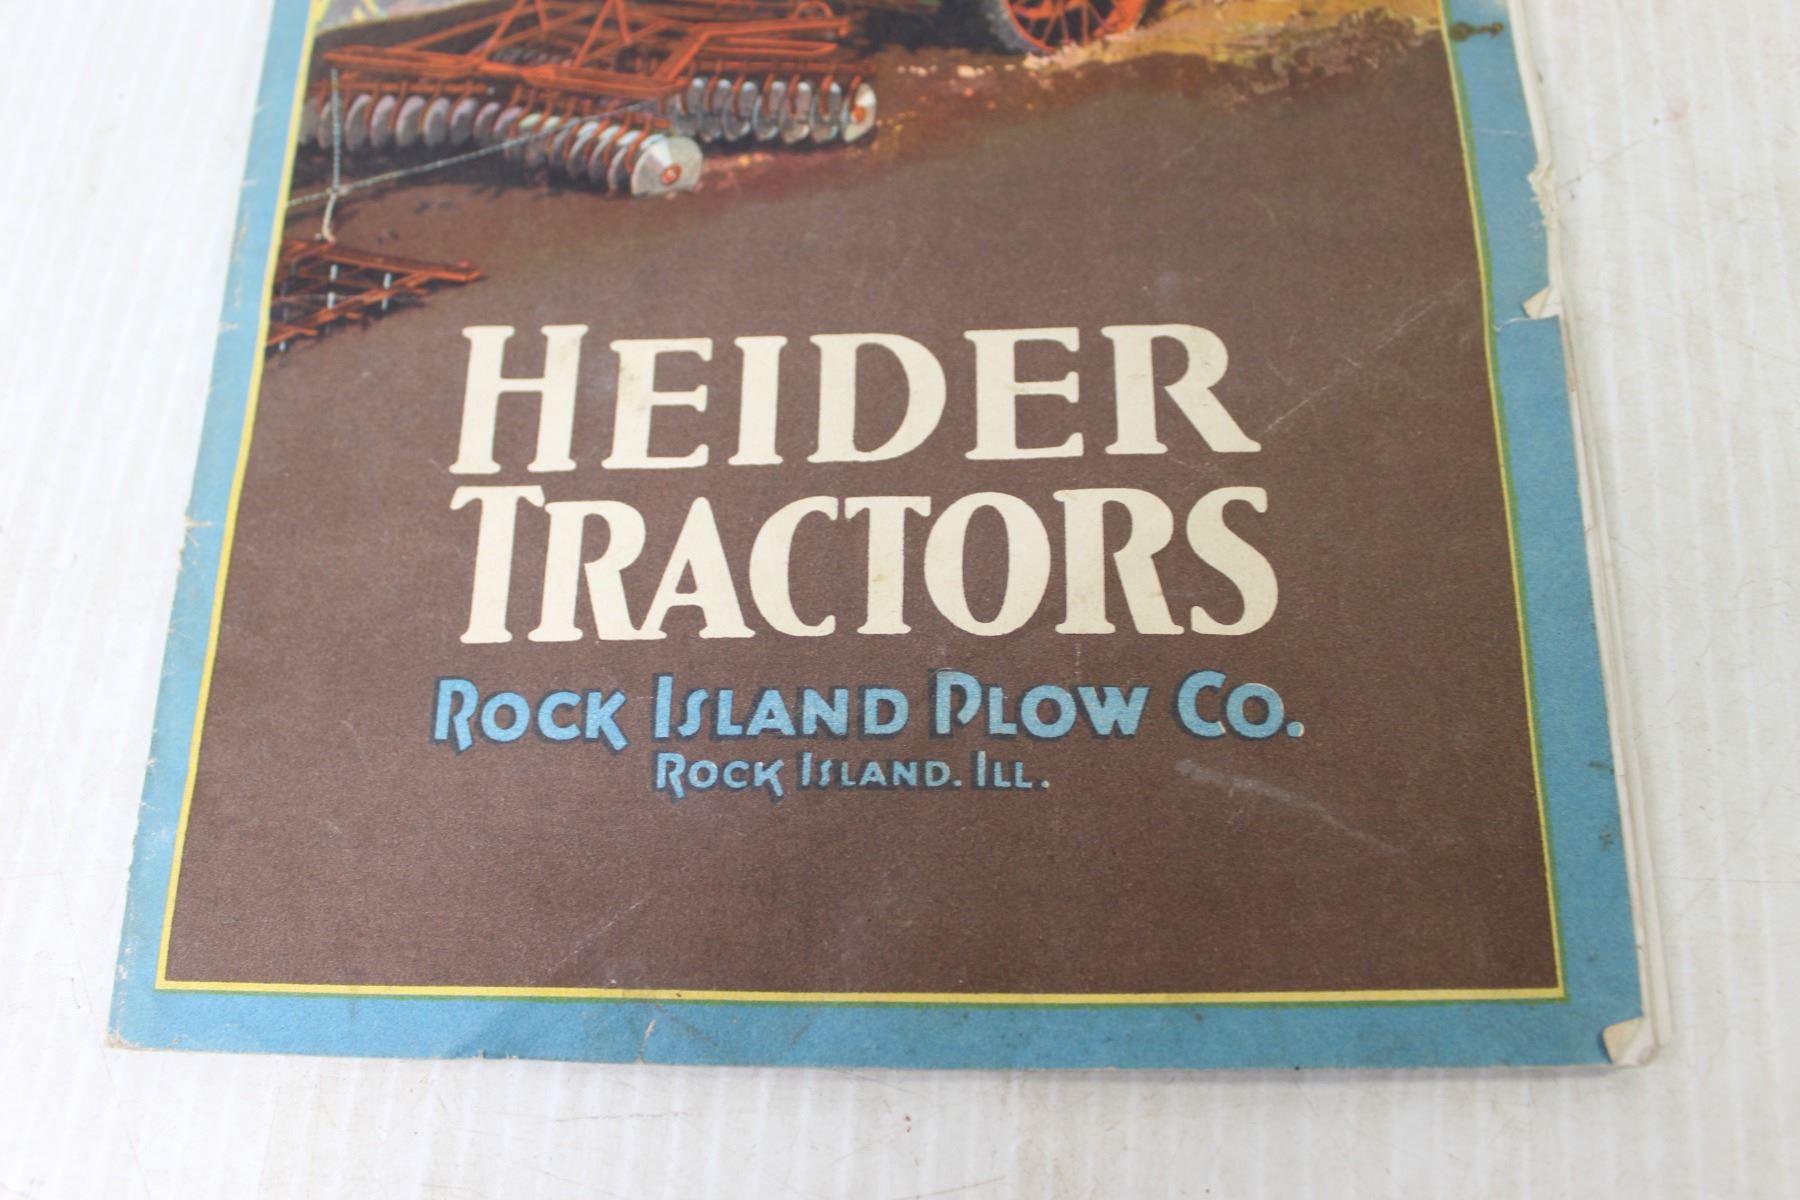 HEIDER
TRACTORS
ROCK ISLAND PLOW CO.
ROCK ISLAND. ILL.